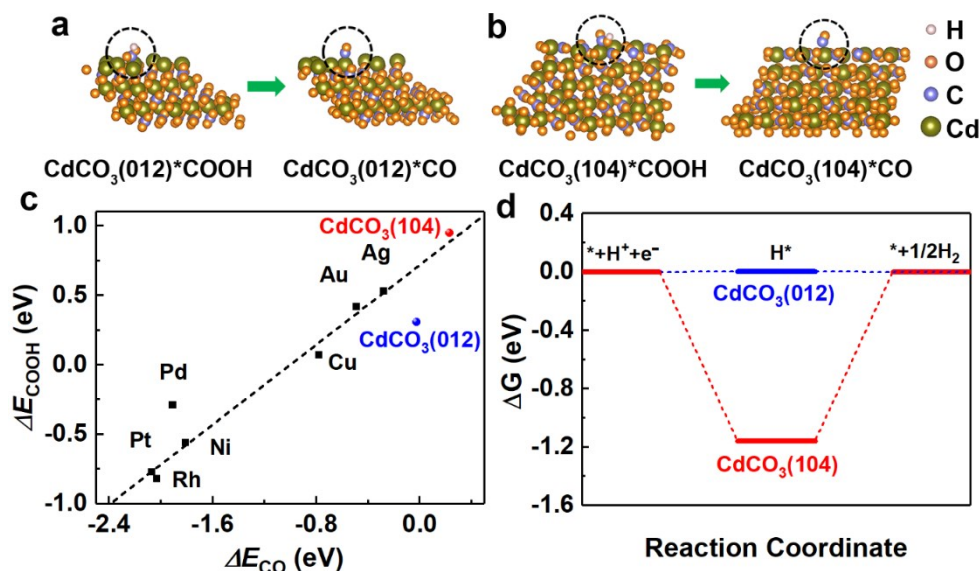 a
b
H
O
C
Cd
CdCO₃(012)*COOH
CdCO₃(012)*CO
CdCO₃(104)*COOH
CdCO₃(104)*CO
c
1.0
0.5
0.0
-0.5
-1.0
ΔE_COOH (eV)
CdCO₃(104)
Ag
Au
CdCO₃(012)
Cu
Pd
Pt
Ni
Rh
-2.4
-1.6
-0.8
0.0
ΔE_CO (eV)
d
0.4
0.0
-0.4
-0.8
-1.2
-1.6
ΔG (eV)
*+H⁺+e⁻
H*
*+1/2H₂
CdCO₃(012)
CdCO₃(104)
Reaction Coordinate